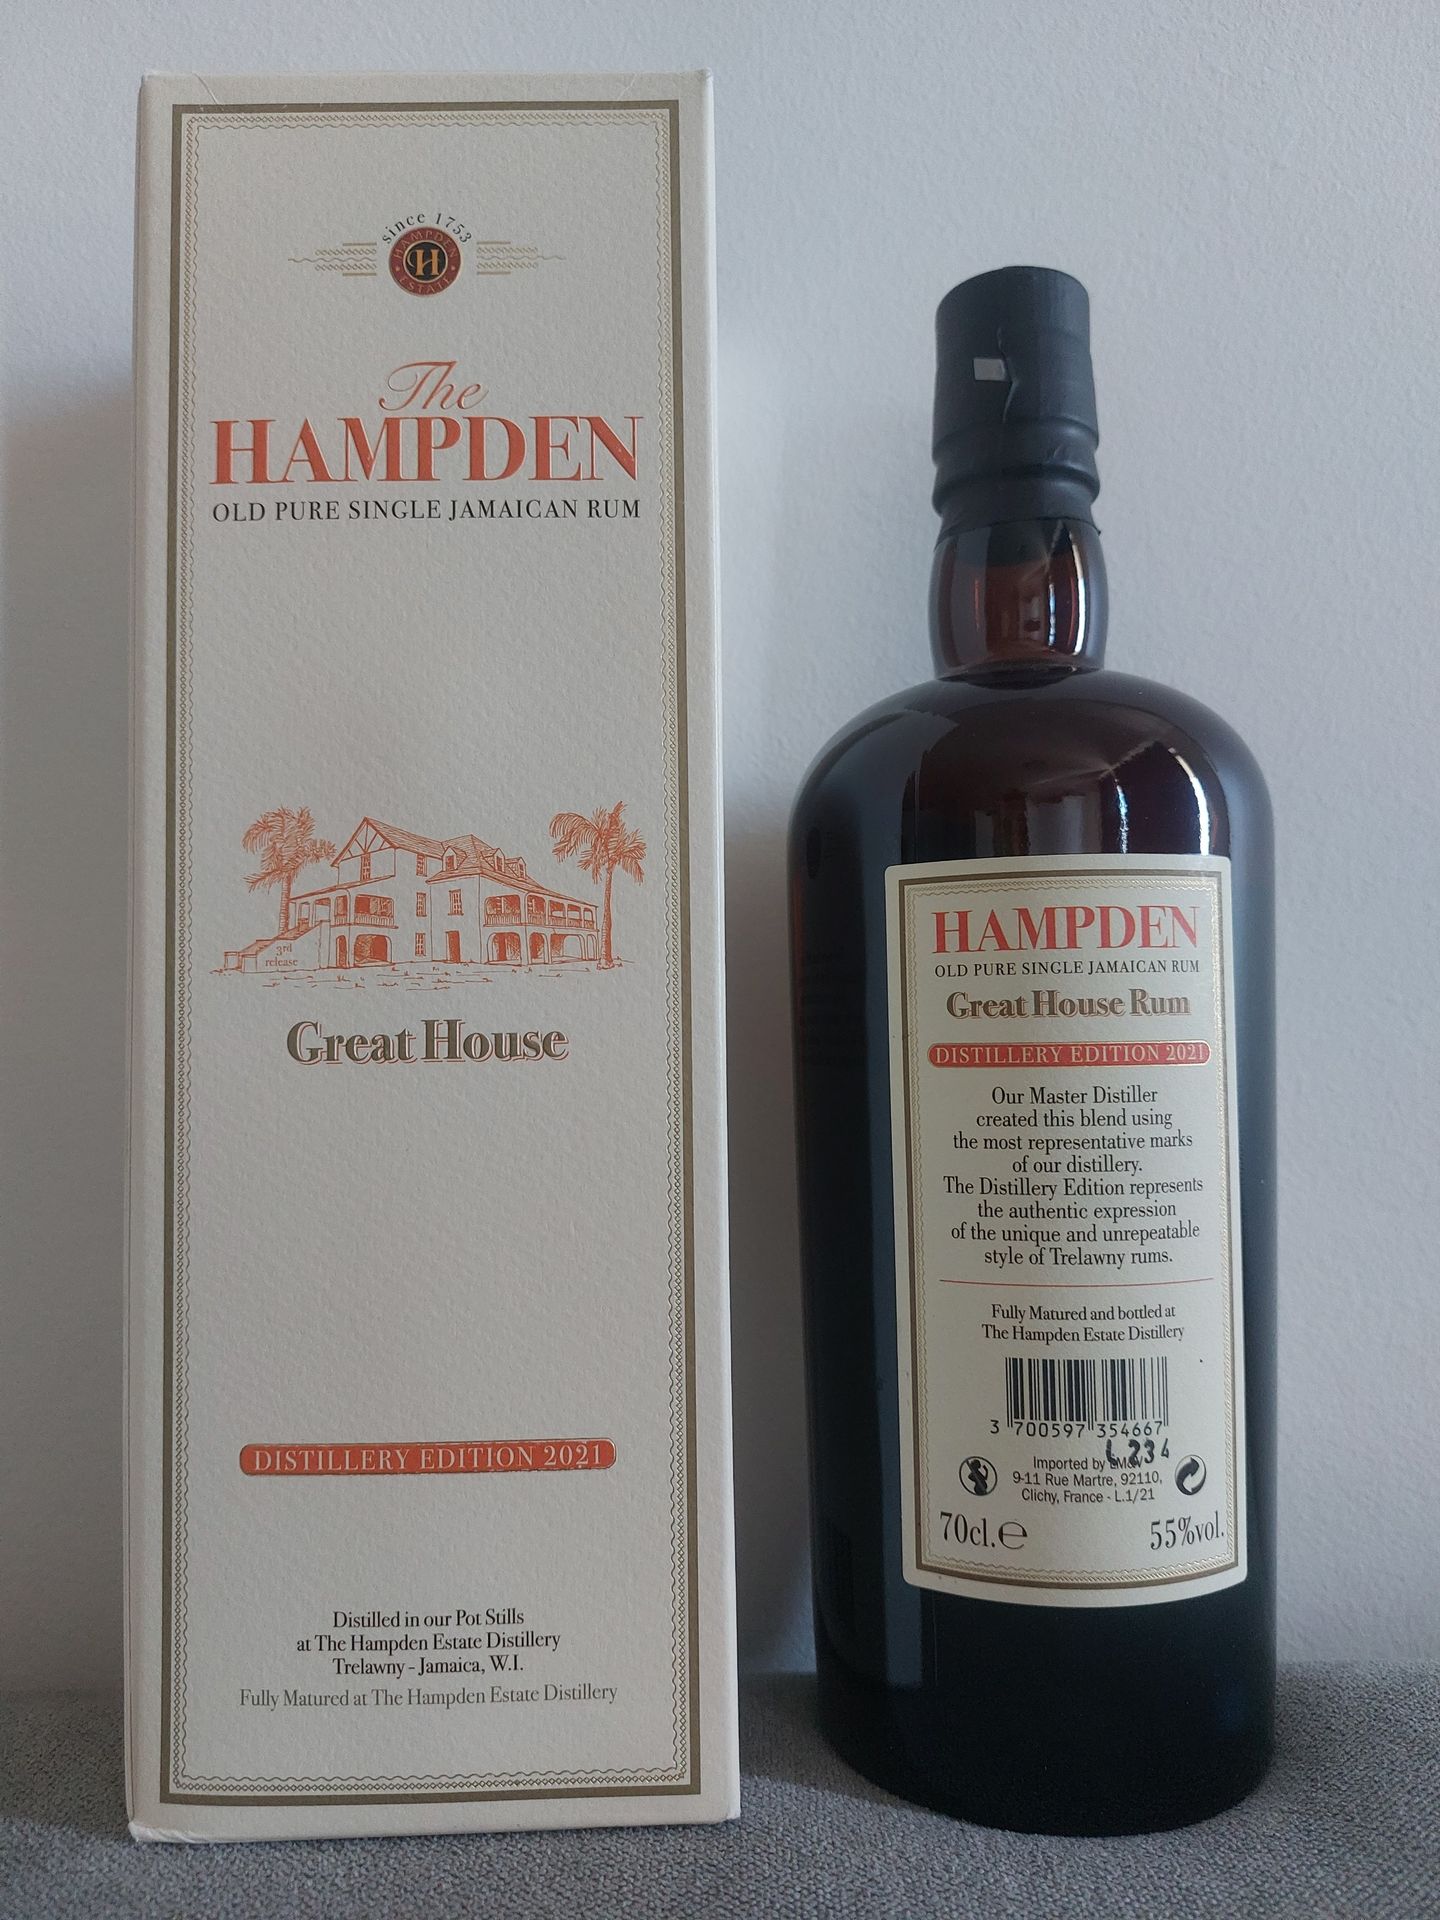 since 1753
HAMPDEN
H
ESTATE
The
HAMPDEN
OLD PURE SINGLE JAMAICAN RUM
3rd
release
Great House
DISTILLERY EDITION 2021
Distilled in our Pot Stills
at The Hampden Estate Distillery
Trelawny - Jamaica, W.I.
Fully Matured at The Hampden Estate Distillery
HAMPDEN
OLD PURE SINGLE JAMAICAN RUM
Great House Rum
DISTILLERY EDITION 2021
Our Master Distiller
created this blend using
the most representative marks
of our distillery.
The Distillery Edition represents
the authentic expression
of the unique and unrepeatable
style of Trelawny rums.
Fully Matured and bottled at
The Hampden Estate Distillery
3 700597 354667
L234
Imported by LM&V
9-11 Rue Martre, 92110,
Clichy, France - L.1/21
70cl.e
55%vol.